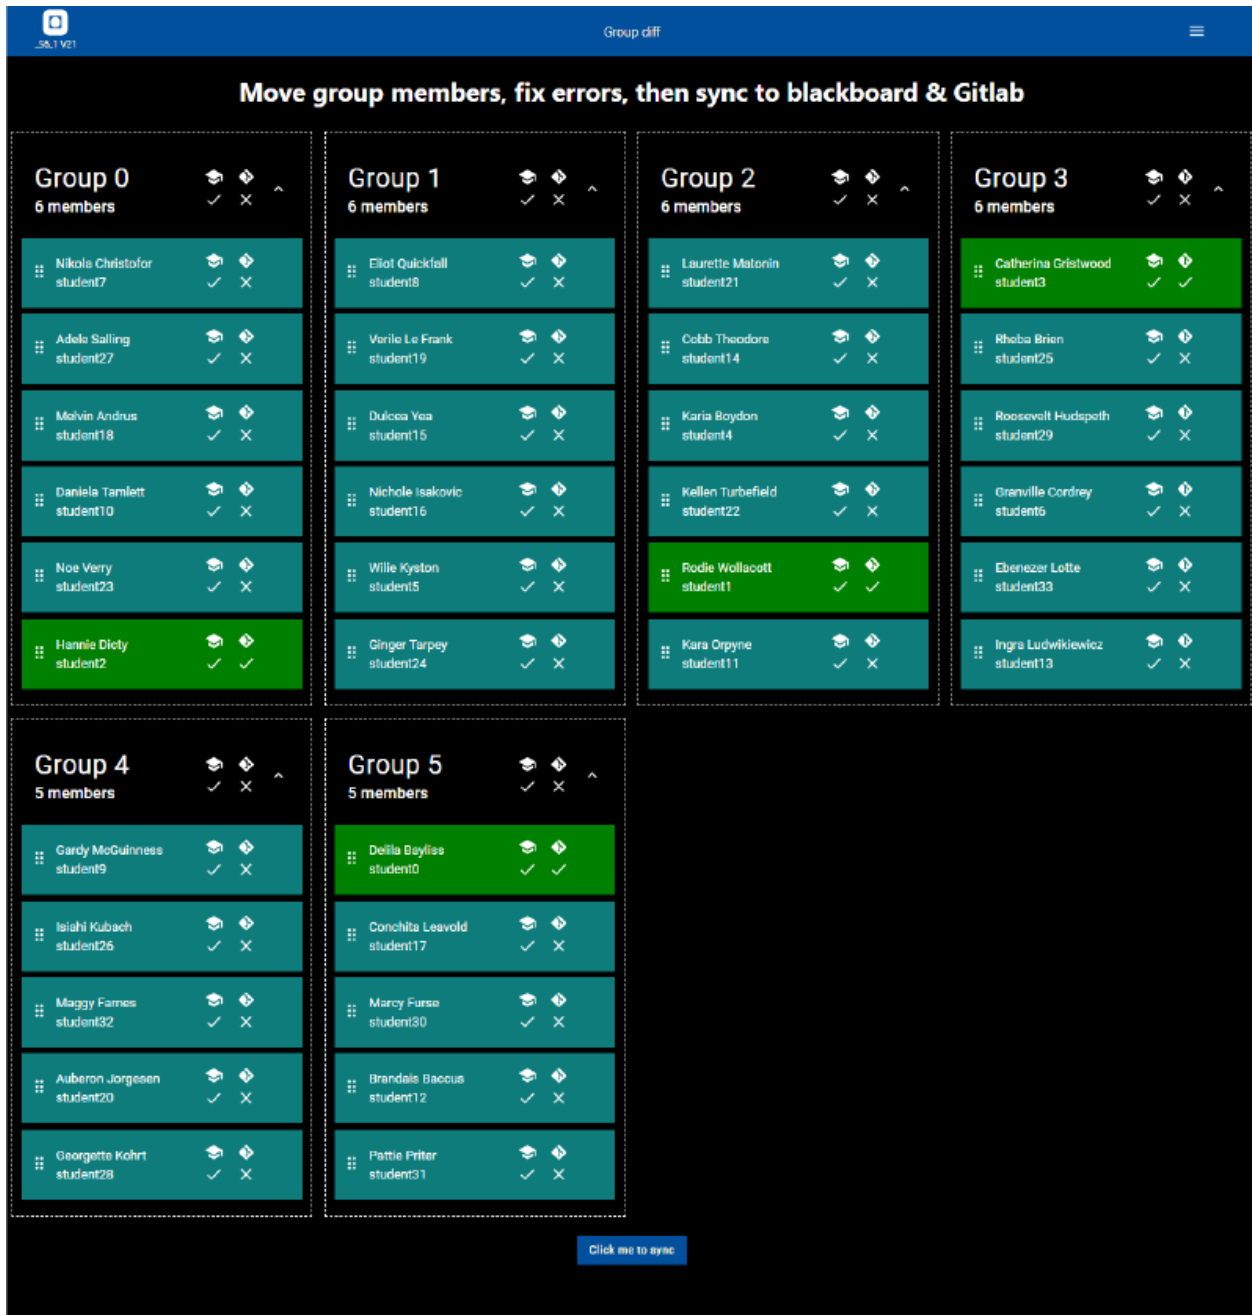 _S6_1 V21
Group diff
Move group members, fix errors, then sync to blackboard & Gitlab
Group 0
6 members
Nikola Christofor
student7
Adele Salling
student27
Melvin Andrus
student18
Daniela Tamlett
student10
Noe Verry
student23
Hannie Diety
student2
Group 1
6 members
Eliot Quickfall
student8
Verile Le Frank
student19
Dulcea Yea
student15
Nichole Isakovic
student16
Wilie Kyston
student5
Ginger Tarpey
student24
Group 2
6 members
Laurette Matonin
student21
Cobb Theodore
student14
Karia Boydon
student4
Kellen Turbefield
student22
Rodie Wollacott
student1
Kara Orpyne
student11
Group 3
6 members
Catherina Gristwood
student3
Rheba Brien
student25
Roosevelt Hudspeth
student29
Granville Cordrey
student6
Ebenezer Lotte
student33
Ingra Ludwikiewicz
student13
Group 4
5 members
Gardy McGuinness
student9
Isiahi Kubach
student26
Maggy Fames
student32
Auberon Jorgesen
student20
Georgette Kohrt
student28
Group 5
5 members
Delila Bayliss
student0
Conchita Leavold
student17
Marcy Furse
student30
Brandais Baccus
student12
Pattie Priter
student31
Click me to sync